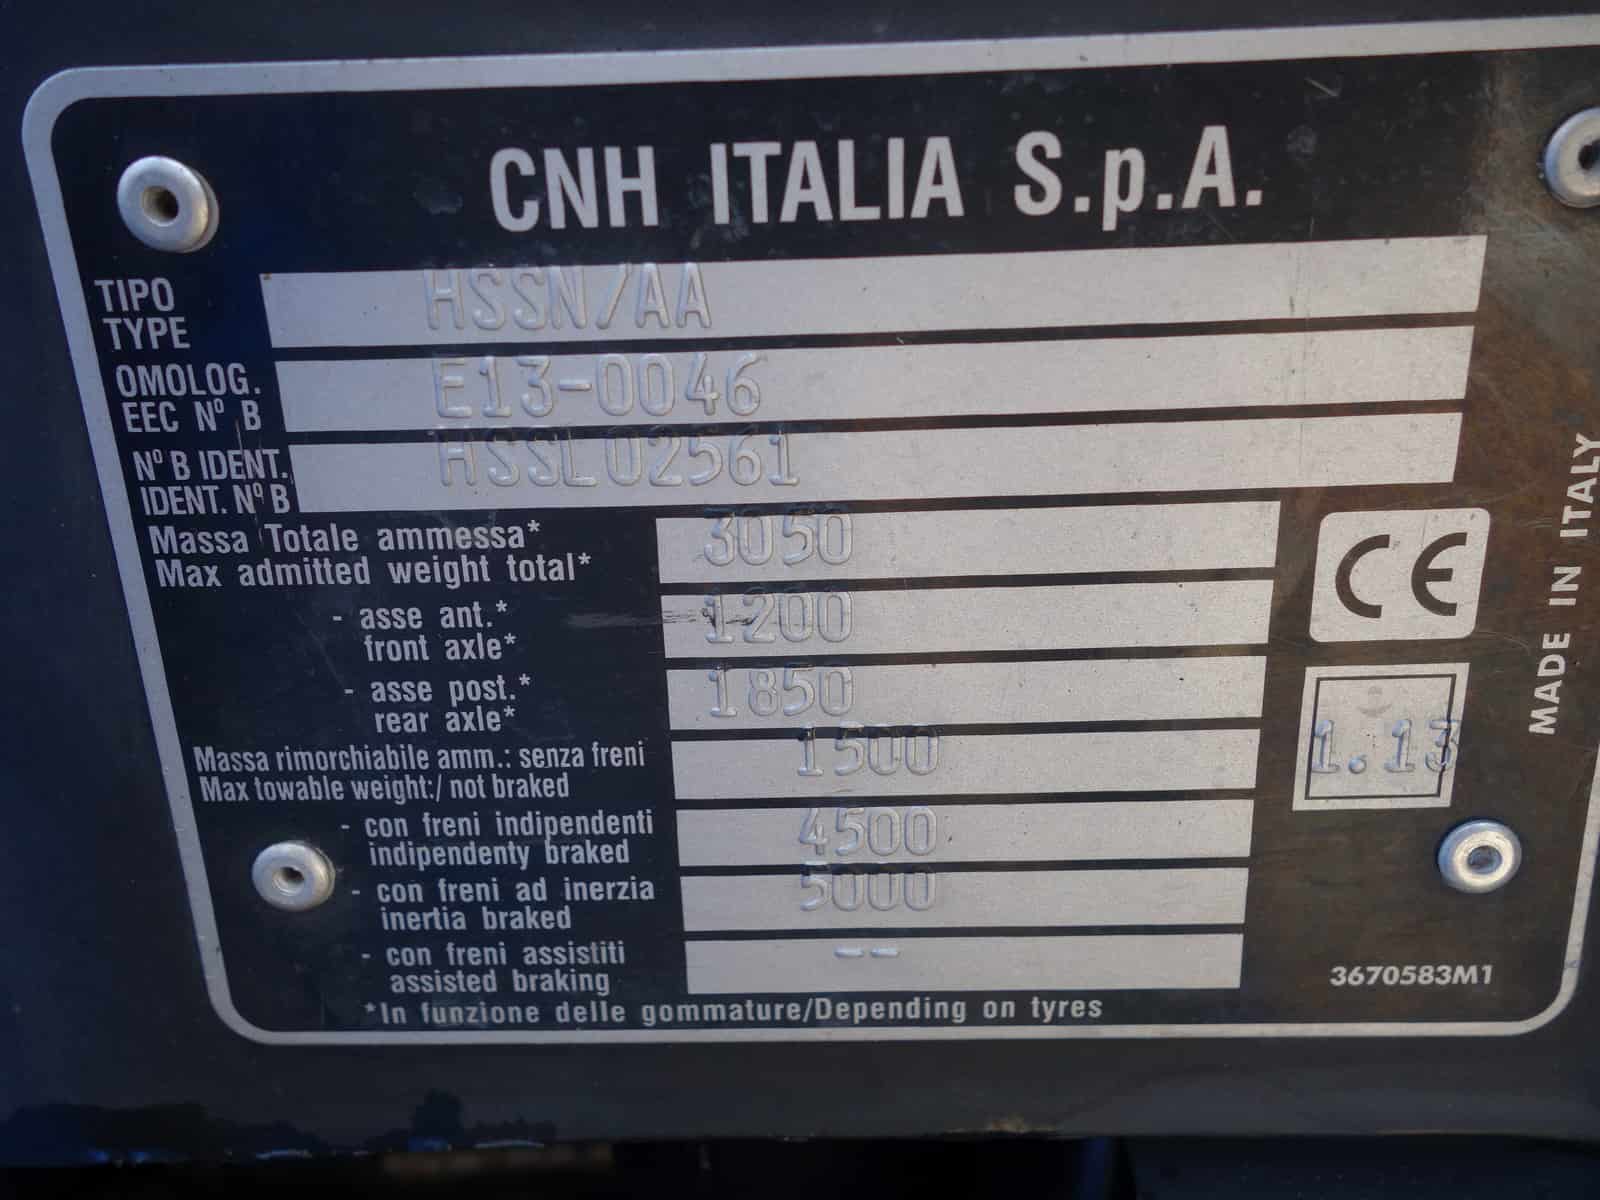 CNH ITALIA S.p.A.
TIPO HSSN/AA
TYPE
OMOLOG. E13-0046
EEC Nº B
Nº B IDENT. HSSL02561
IDENT. Nº B
Massa Totale ammessa* 3050
Max admitted weight total*
- asse ant.* 1200
front axle*
- asse post.* 1850
rear axle*
Massa rimorchiabile amm.: senza freni 1500
Max towable weight:/ not braked
- con freni indipendenti 4500
indipendenty braked
- con freni ad inerzia 5000
inertia braked
- con freni assistiti --
assisted braking
*In funzione delle gommature/Depending on tyres
CE
1.13
3670583M1
MADE IN ITALY